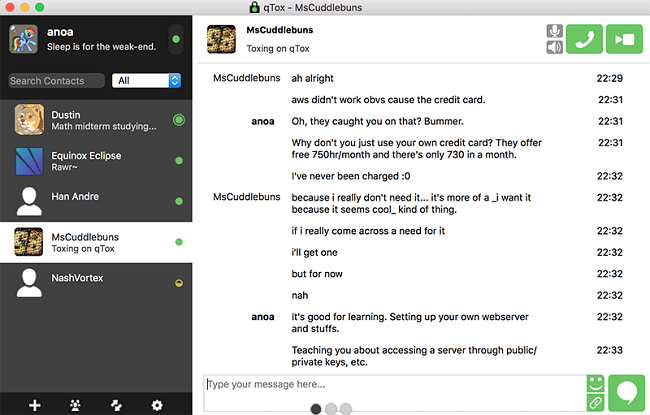 qTox - MsCuddlebuns
anoa
Sleep is for the weak-end.
Search Contacts
All
Dustin
Math midterm studying...
Equinox Eclipse
Rawr~
Han Andre
MsCuddlebuns
Toxing on qTox
NashVortex
MsCuddlebuns
Toxing on qTox
MsCuddlebuns ah alright 22:29
aws didn't work obvs cause the credit card. 22:31
anoa Oh, they caught you on that? Bummer. 22:31
Why don't you just use your own credit card? They offer 22:31
free 750hr/month and there's only 730 in a month.
I've never been charged :0 22:32
MsCuddlebuns because i really don't need it... it's more of a _i want it 22:32
because it seems cool_ kind of thing.
if i really come across a need for it 22:32
i'll get one 22:32
but for now 22:32
nah 22:32
anoa It's good for learning. Setting up your own webserver 22:32
and stuffs.
Teaching you about accessing a server through public/ 22:33
private keys, etc.
Type your message here...